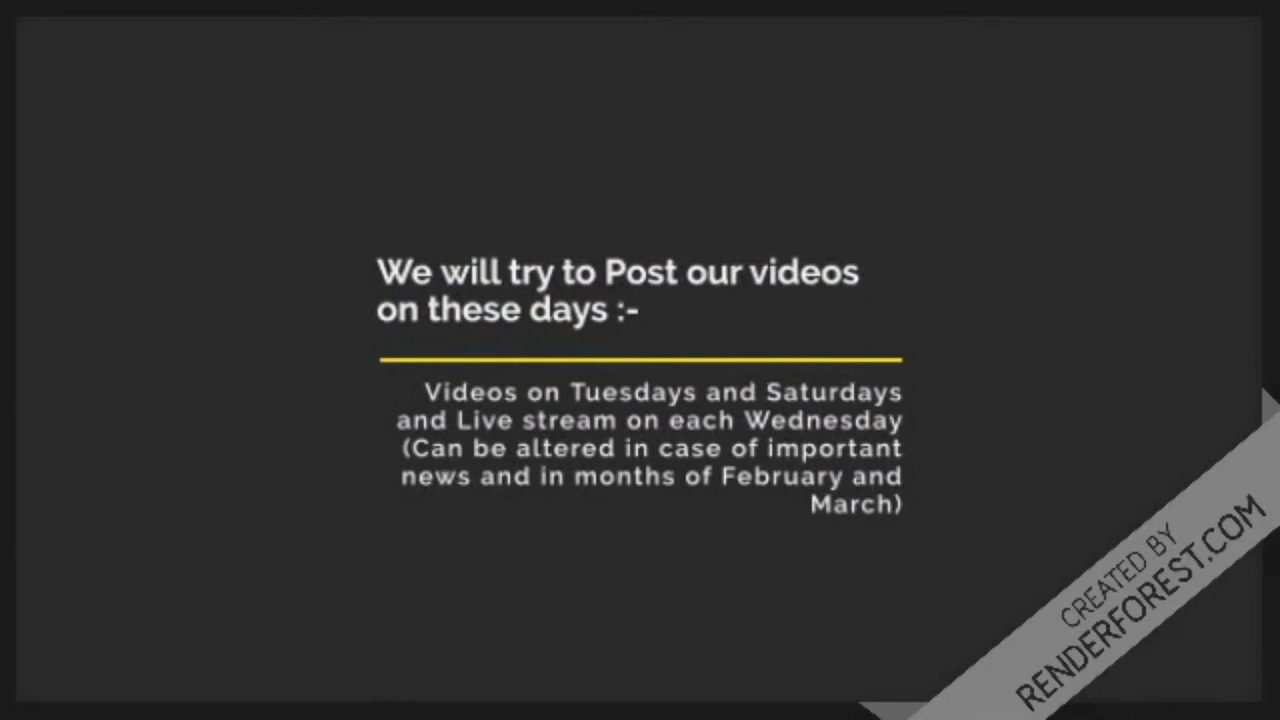 We will try to Post our videos
on these days :-
Videos on Tuesdays and Saturdays
and Live stream on each Wednesday
(Can be altered in case of important
news and in months of February and
March)
CREATED BY
RENDERFOREST.COM